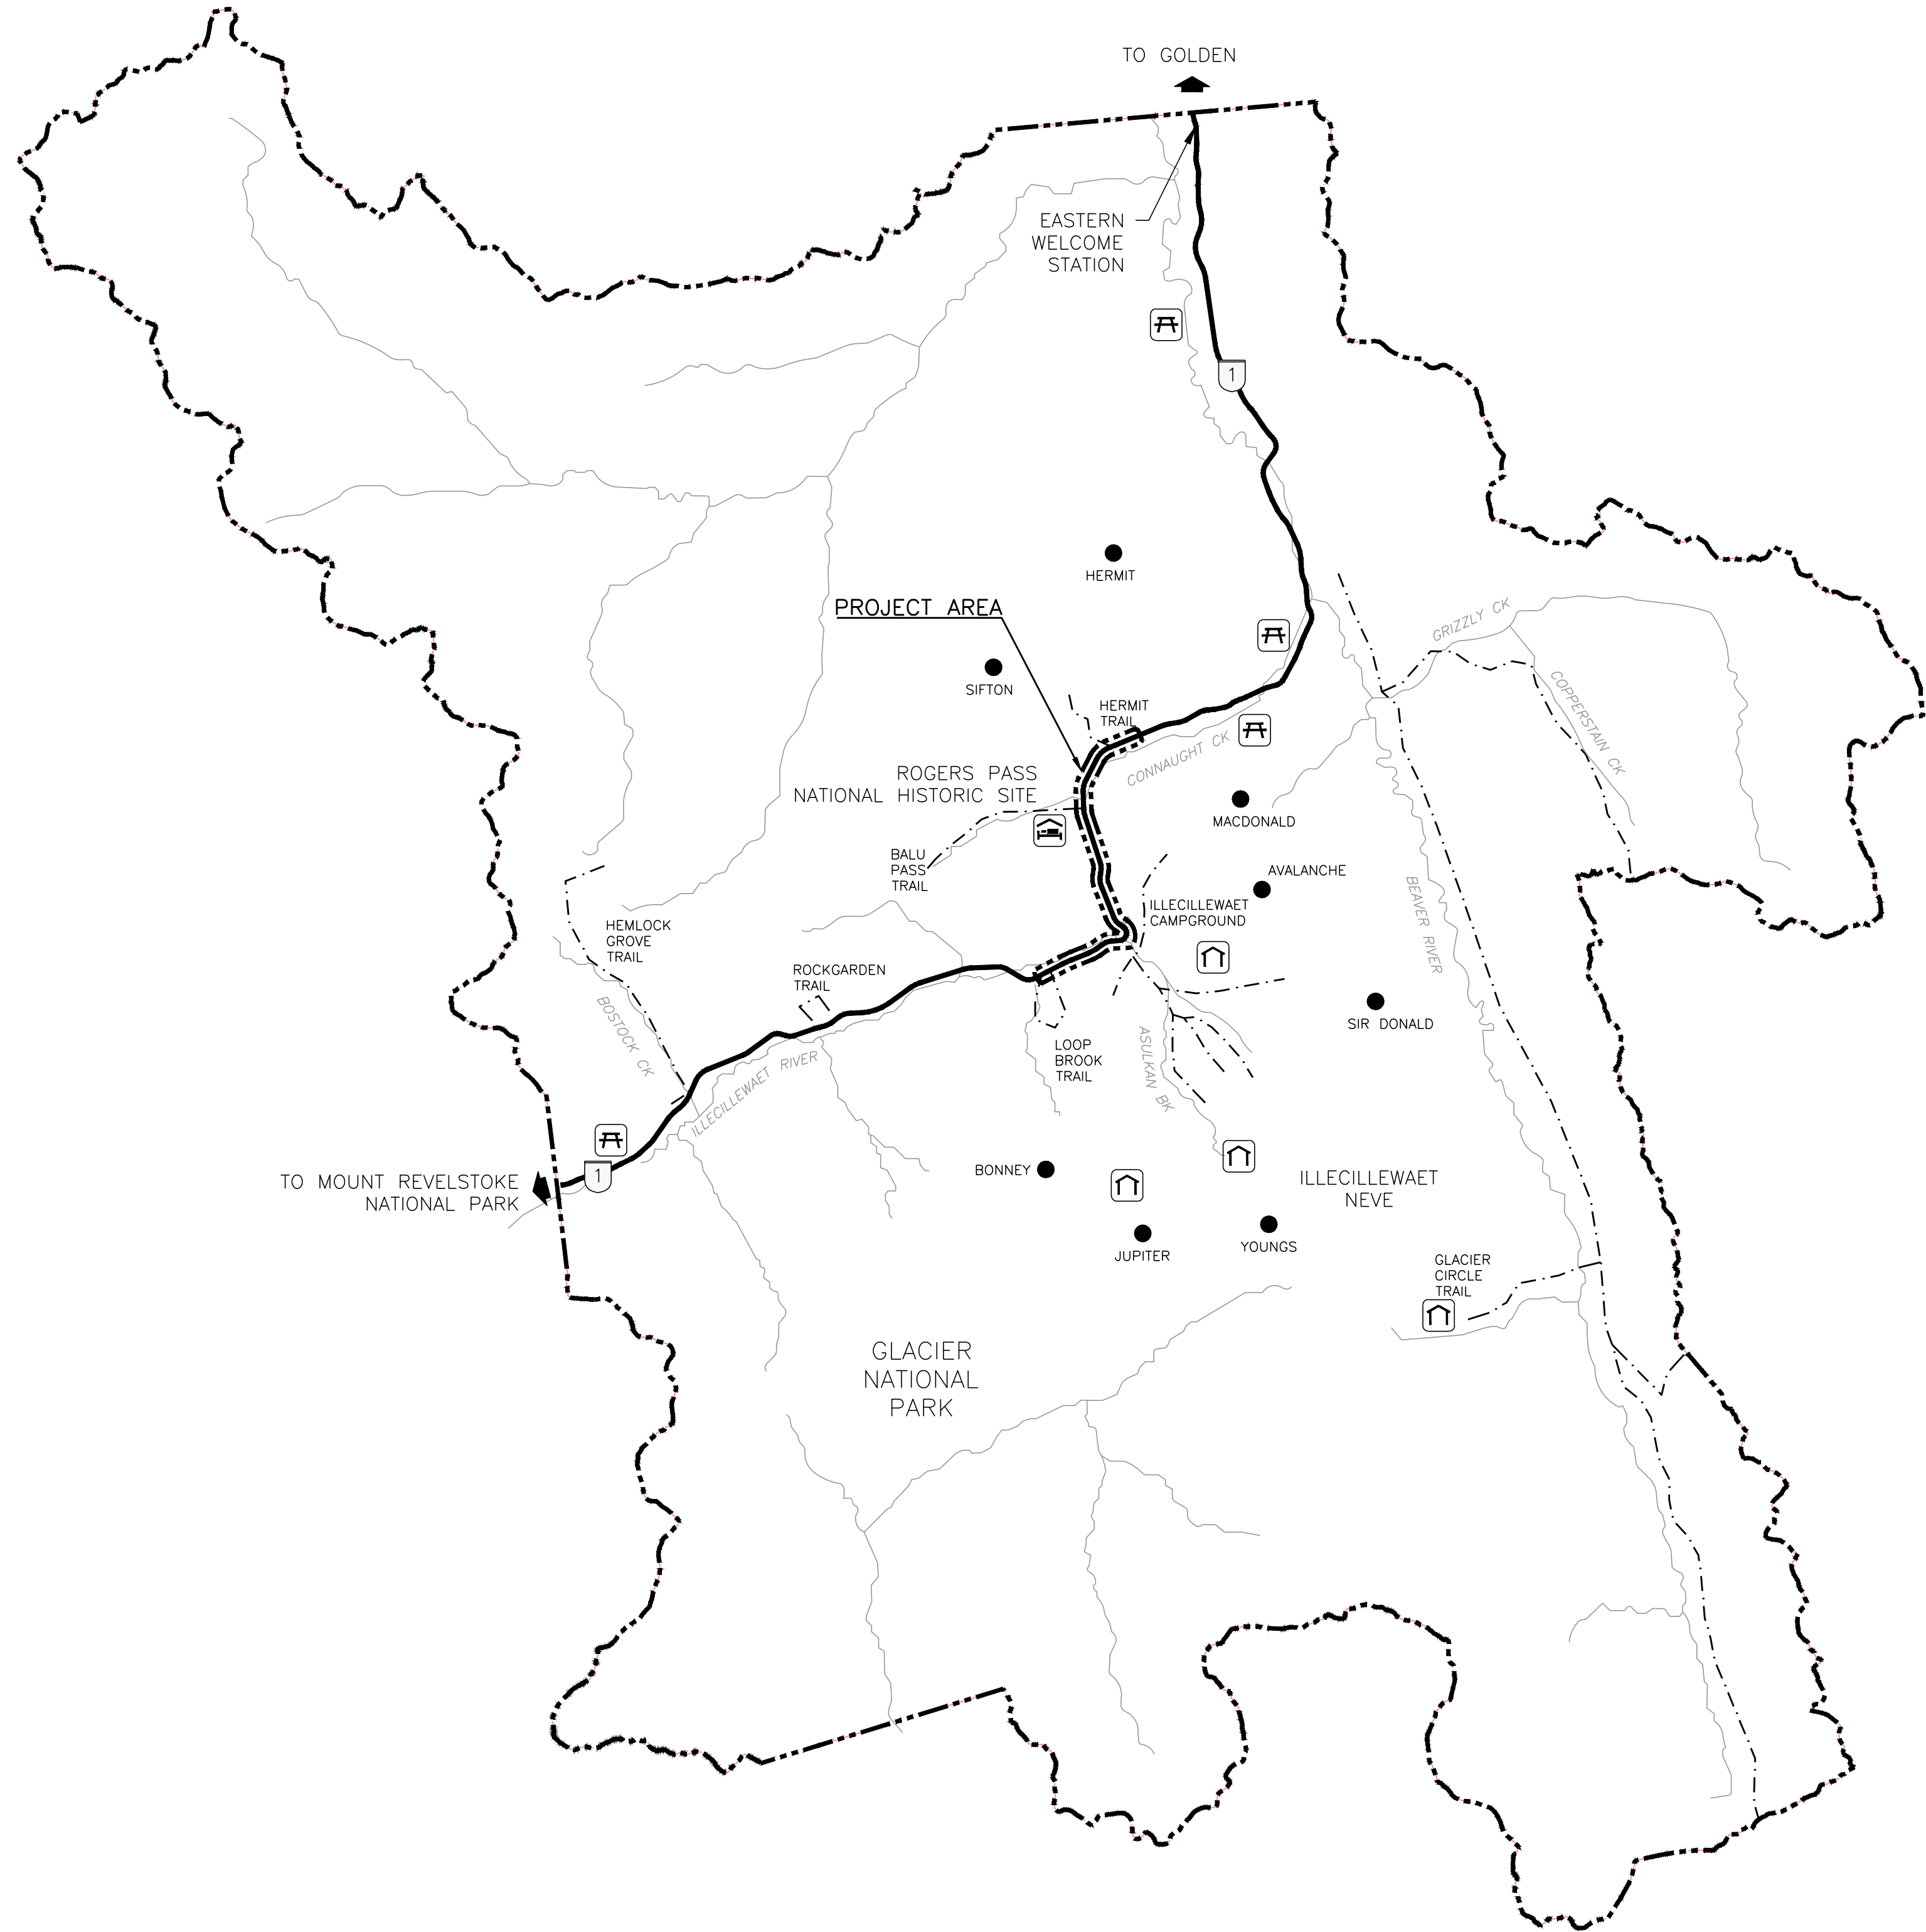 TO GOLDEN
EASTERN
WELCOME
STATION
1
HERMIT
PROJECT AREA
GRIZZLY CK
SIFTON
COPPERSTAIN CK
HERMIT
TRAIL
CONNAUGHT CK
ROGERS PASS
NATIONAL HISTORIC SITE
MACDONALD
BALU
PASS
TRAIL
AVALANCHE
ILLECILLEWAET
CAMPGROUND
BEAVER RIVER
HEMLOCK
GROVE
TRAIL
ROCKGARDEN
TRAIL
BOSTOCK CK
SIR DONALD
LOOP
BROOK
TRAIL
ASULKAN BK
ILLECILLEWAET RIVER
1
TO MOUNT REVELSTOKE
NATIONAL PARK
BONNEY
ILLECILLEWAET
NEVE
JUPITER
YOUNGS
GLACIER
CIRCLE
TRAIL
GLACIER
NATIONAL
PARK